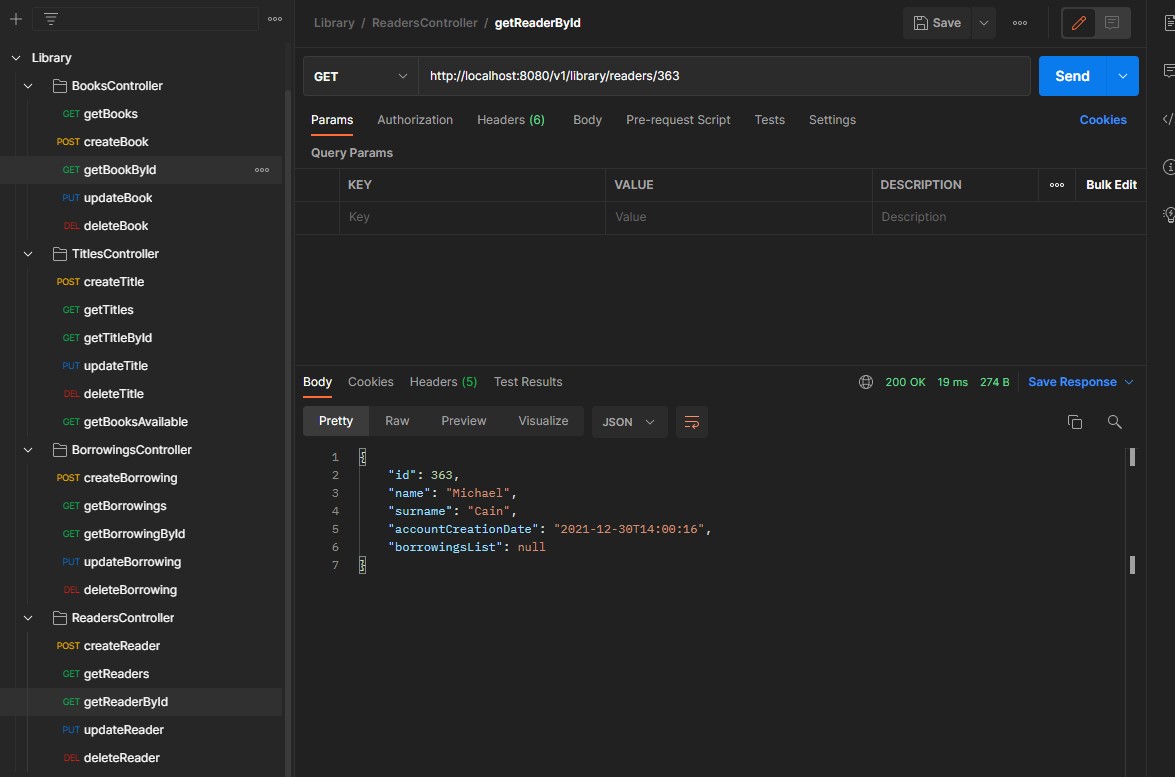 Library
BooksController
GET getBooks
POST createBook
GET getBookById
PUT updateBook
DEL deleteBook
TitlesController
POST createTitle
GET getTitles
GET getTitleById
PUT updateTitle
DEL deleteTitle
GET getBooksAvailable
BorrowingsController
POST createBorrowing
GET getBorrowings
GET getBorrowingById
PUT updateBorrowing
DEL deleteBorrowing
ReadersController
POST createReader
GET getReaders
GET getReaderById
PUT updateReader
DEL deleteReader
Library / ReadersController / getReaderById
Save
GET http://localhost:8080/v1/library/readers/363
Send
Params Authorization Headers (6) Body Pre-request Script Tests Settings Cookies
Query Params
KEY VALUE DESCRIPTION Bulk Edit
Key Value Description
Body Cookies Headers (5) Test Results 200 OK 19 ms 274 B Save Response
Pretty Raw Preview Visualize JSON
1 {
2 "id": 363,
3 "name": "Michael",
4 "surname": "Cain",
5 "accountCreationDate": "2021-12-30T14:00:16",
6 "borrowingsList": null
7 }